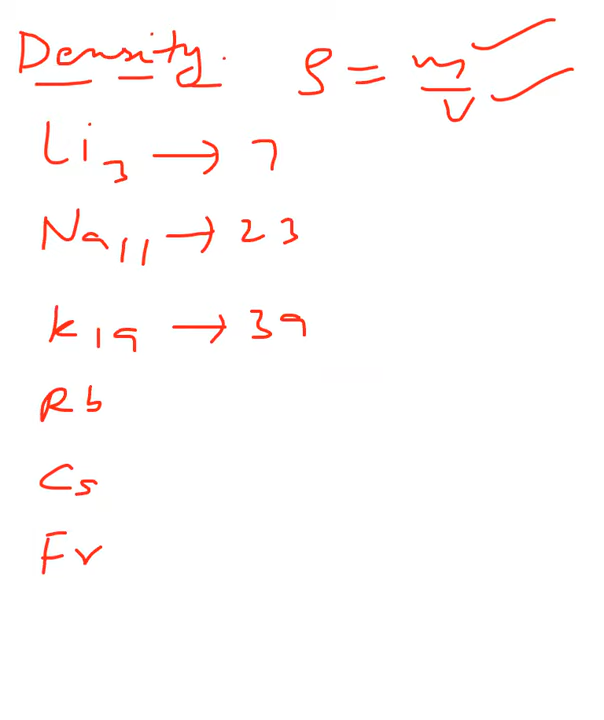 Density. ρ = m/V
Li₃ → 7
Na₁₁ → 23
K₁₉ → 39
Rb
Cs
Fr